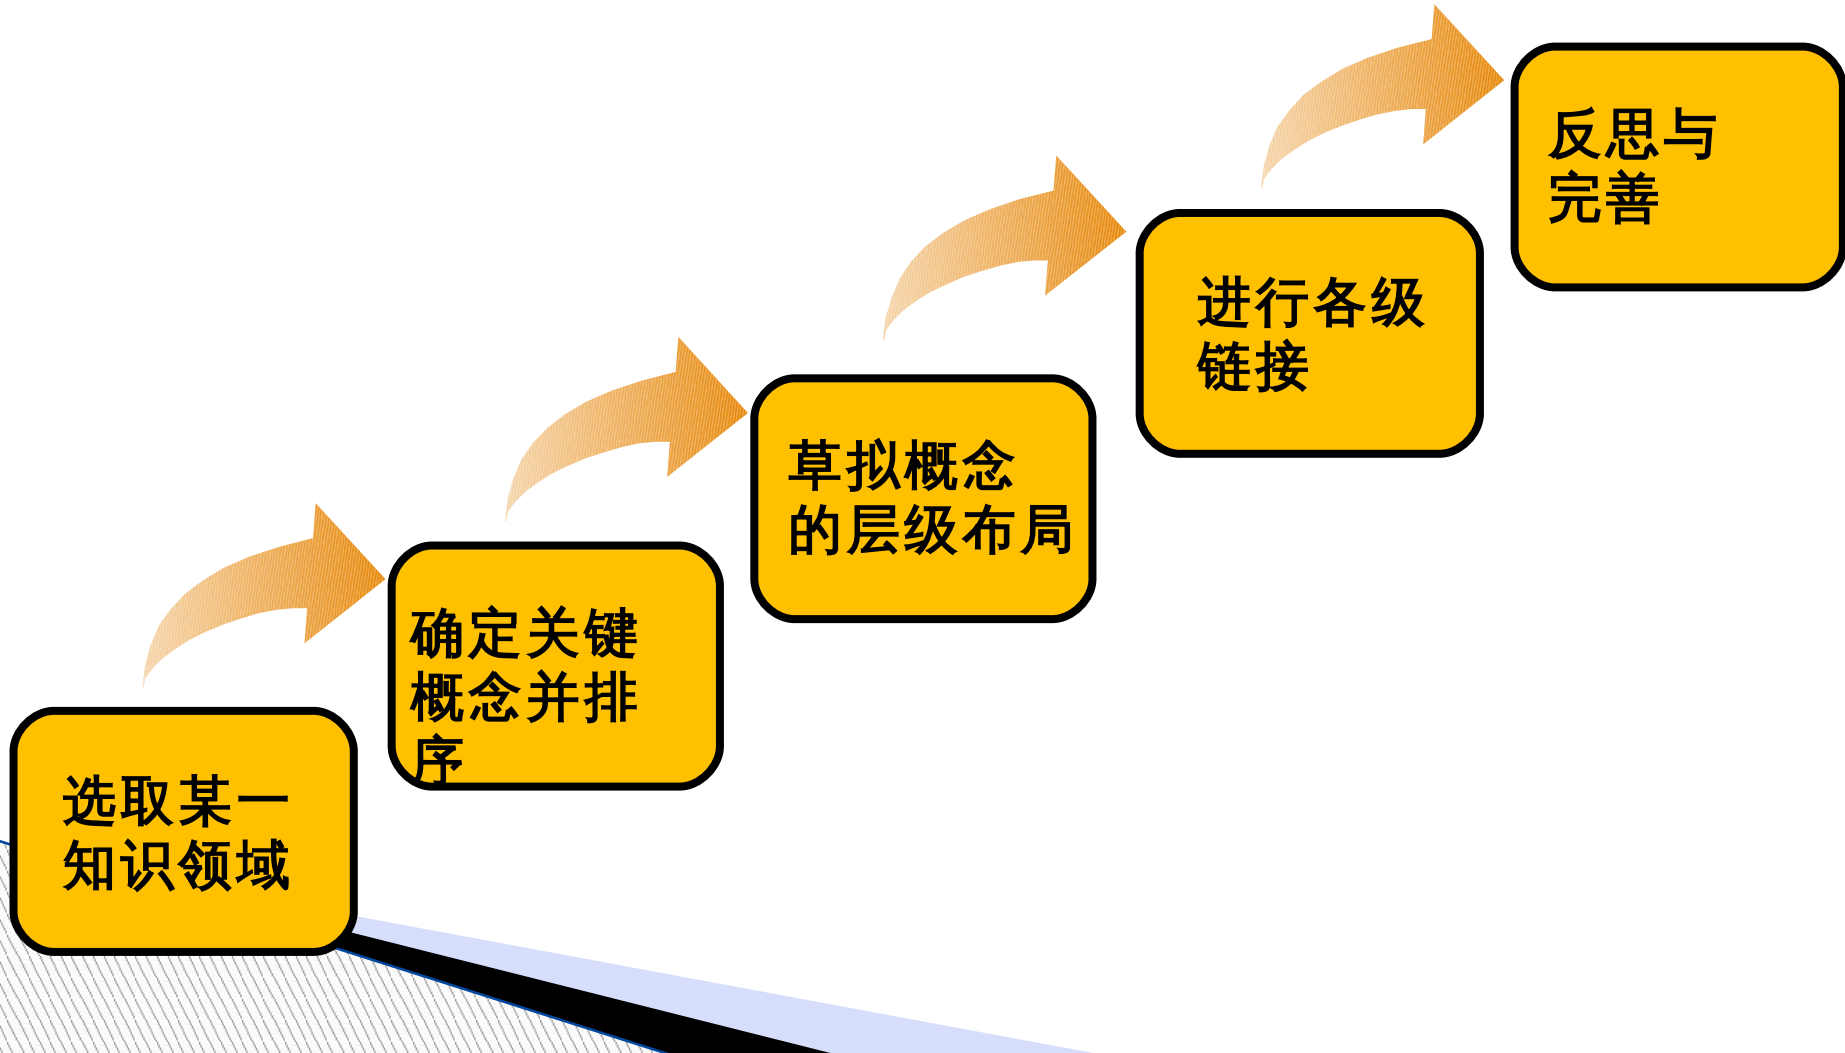 选取某一
知识领域
确定关键
概念并排
序
草拟概念
的层级布局
进行各级
链接
反思与
完善